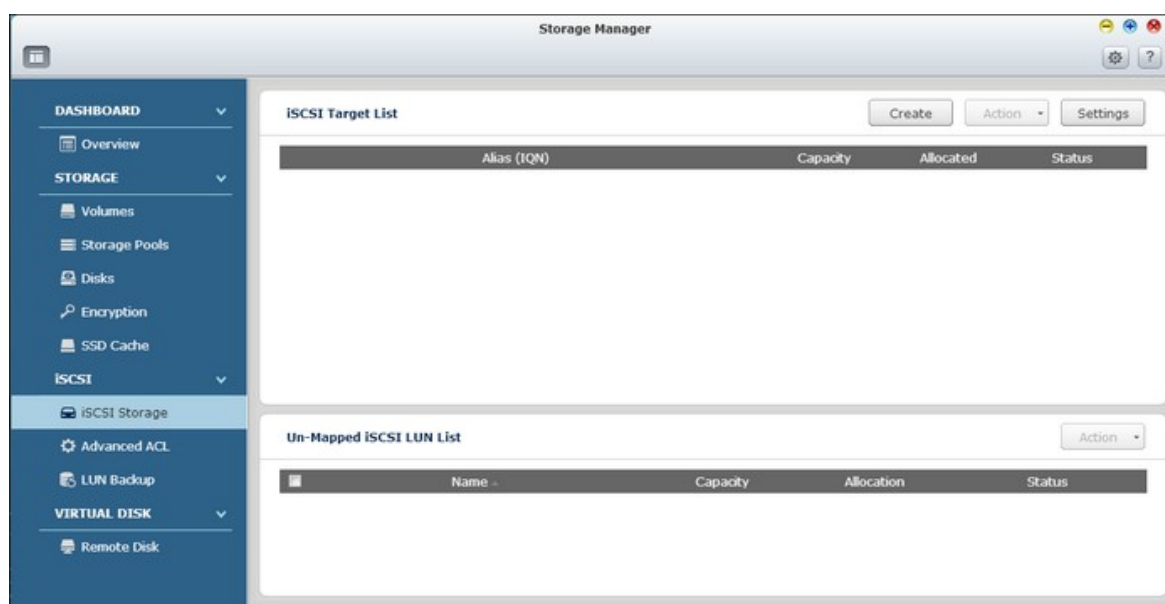 Storage Manager
?
DASHBOARD
Overview
STORAGE
Volumes
Storage Pools
Disks
Encryption
SSD Cache
iSCSI
iSCSI Storage
Advanced ACL
LUN Backup
VIRTUAL DISK
Remote Disk
iSCSI Target List
Create Action Settings
Alias (IQN) Capacity Allocated Status
Un-Mapped iSCSI LUN List
Action
Name Capacity Allocation Status